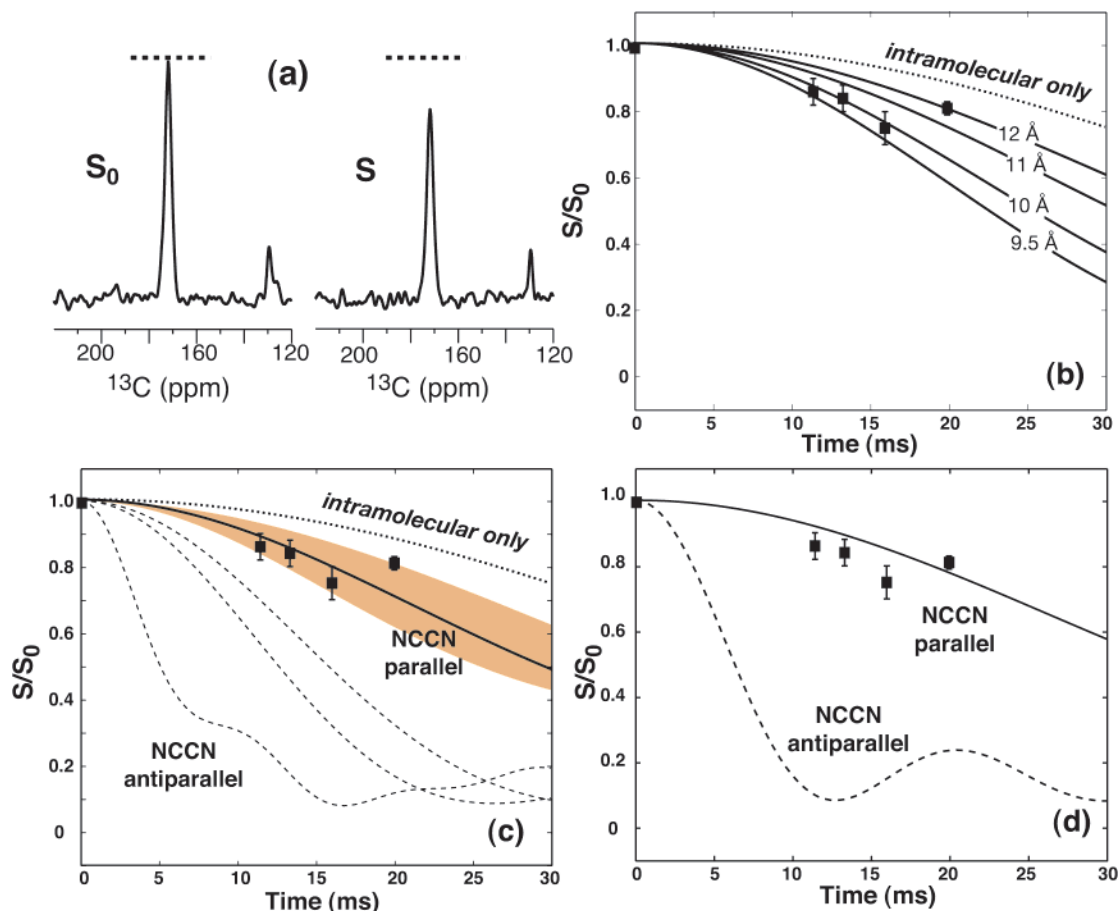 (a)
S₀
S
200 160 120
200 160 120
¹³C (ppm)
¹³C (ppm)
1.0
0.8
0.6
0.4
0.2
0
S/S₀
intramolecular only
12 Å
11 Å
10 Å
9.5 Å
(b)
0 5 10 15 20 25 30
Time (ms)
1.0
0.8
0.6
0.4
0.2
0
S/S₀
intramolecular only
NCCN
parallel
NCCN
antiparallel
(c)
0 5 10 15 20 25 30
Time (ms)
1.0
0.8
0.6
0.4
0.2
0
S/S₀
NCCN
parallel
NCCN
antiparallel
(d)
0 5 10 15 20 25 30
Time (ms)